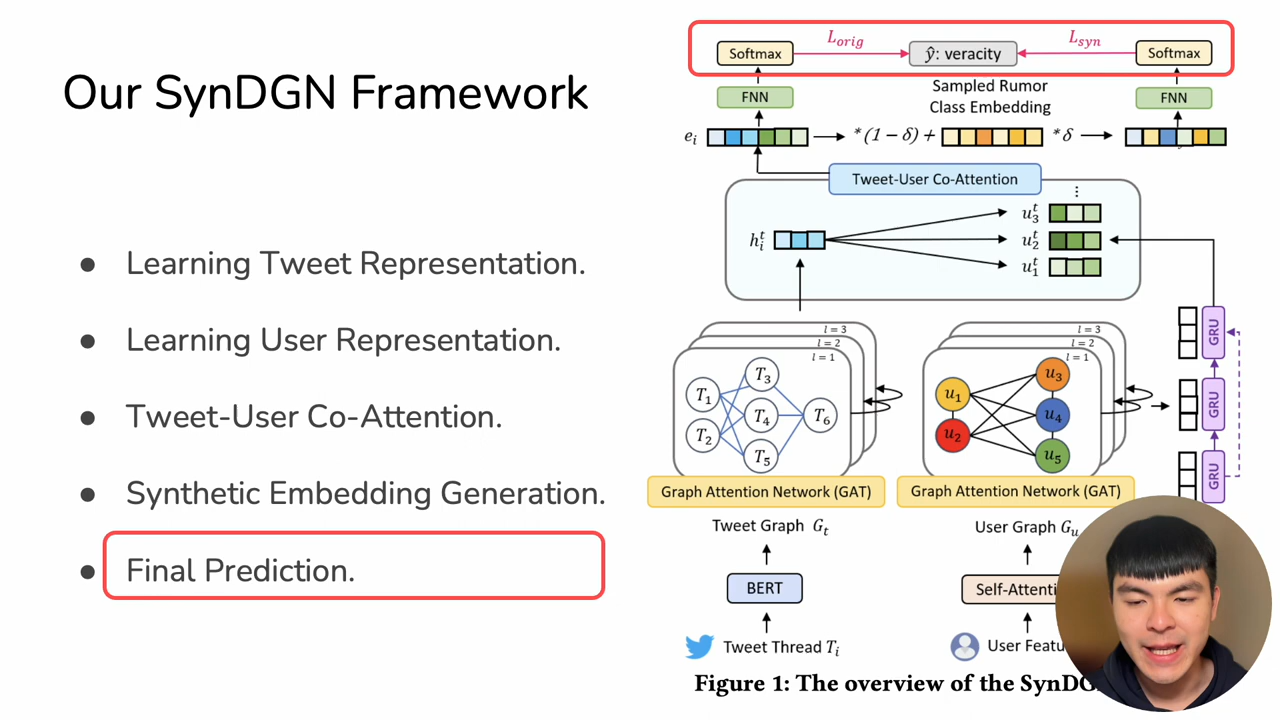 Our SynDGN Framework
● Learning Tweet Representation.
● Learning User Representation.
● Tweet-User Co-Attention.
● Synthetic Embedding Generation.
● Final Prediction.
Softmax
L_orig
ŷ: veracity
L_syn
Softmax
FNN
Sampled Rumor
Class Embedding
FNN
e_i
*(1 − δ) +
*δ
Tweet-User Co-Attention
⋮
h_i^t
u_3^t
u_2^t
u_1^t
l = 3
l = 2
l = 1
T_1
T_2
T_3
T_4
T_5
T_6
l = 3
l = 2
l = 1
u_1
u_2
u_3
u_4
u_5
GRU
GRU
GRU
Graph Attention Network (GAT)
Graph Attention Network (GAT)
Tweet Graph G_t
User Graph G_u
BERT
Tweet Thread T_i
Figure 1: The overview of the